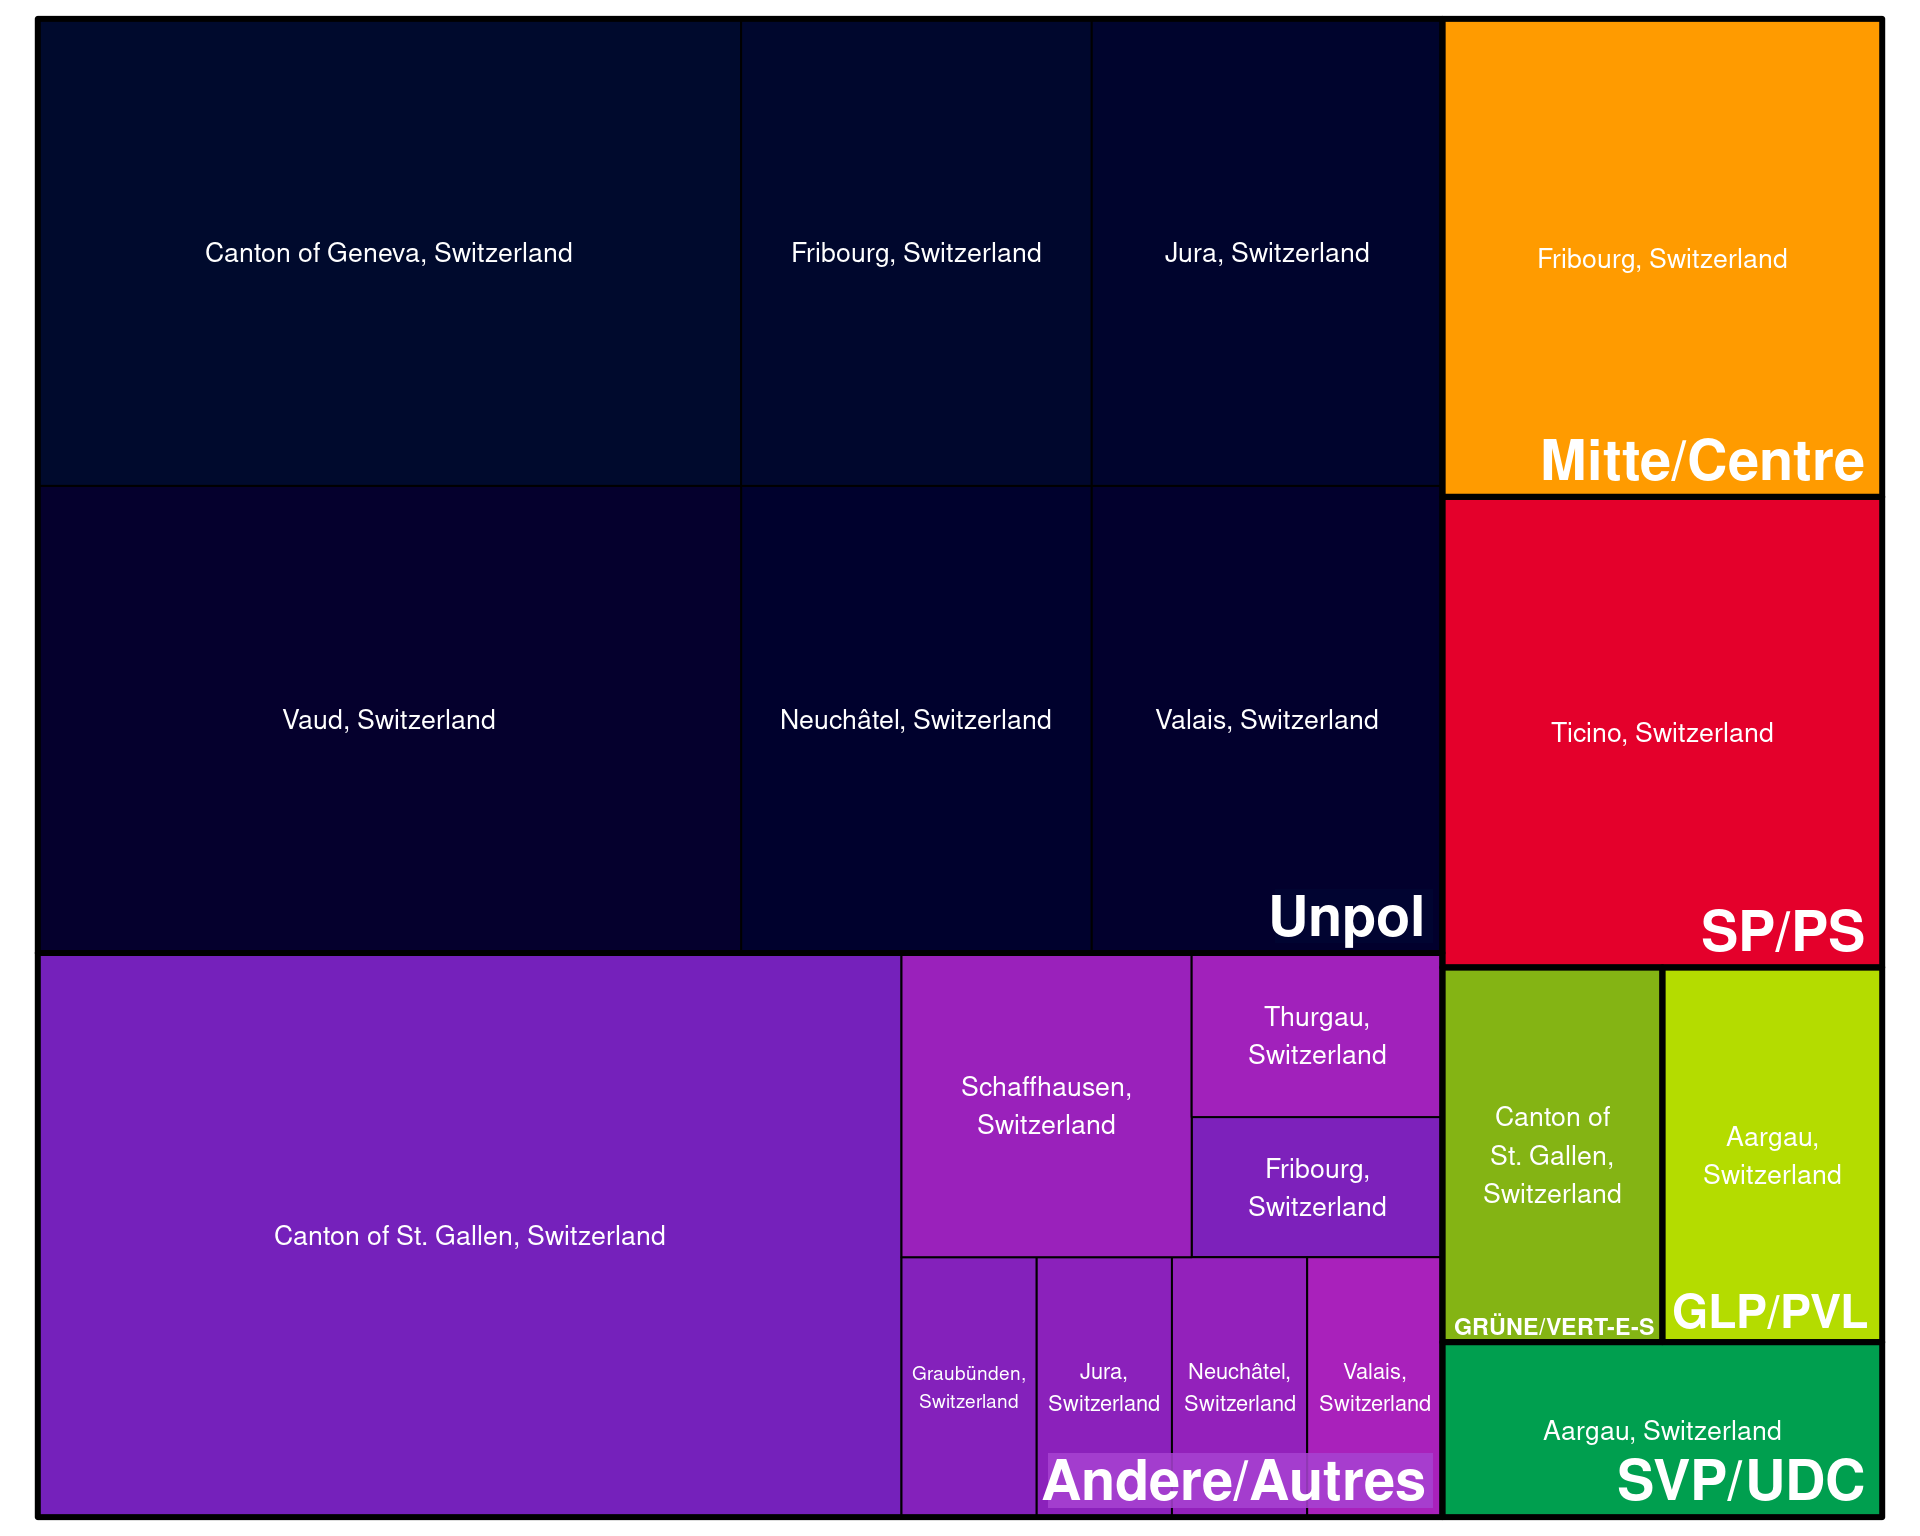 Canton of Geneva, Switzerland
Fribourg, Switzerland
Jura, Switzerland
Vaud, Switzerland
Neuchâtel, Switzerland
Valais, Switzerland
Unpol
Fribourg, Switzerland
Mitte/Centre
Ticino, Switzerland
SP/PS
Canton of St. Gallen, Switzerland
Schaffhausen,
Switzerland
Thurgau,
Switzerland
Fribourg,
Switzerland
Graubünden,
Switzerland
Jura,
Switzerland
Neuchâtel,
Switzerland
Valais,
Switzerland
Andere/Autres
Canton of
St. Gallen,
Switzerland
GRÜNE/VERT-E-S
Aargau,
Switzerland
GLP/PVL
Aargau, Switzerland
SVP/UDC